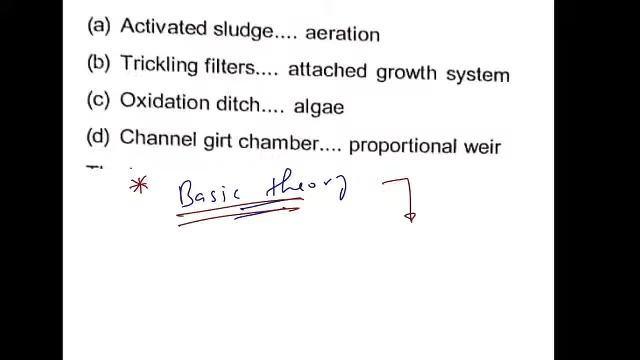 (a) Activated sludge.... aeration
(b) Trickling filters.... attached growth system
(c) Oxidation ditch.... algae
(d) Channel girt chamber.... proportional weir
* Basic theory